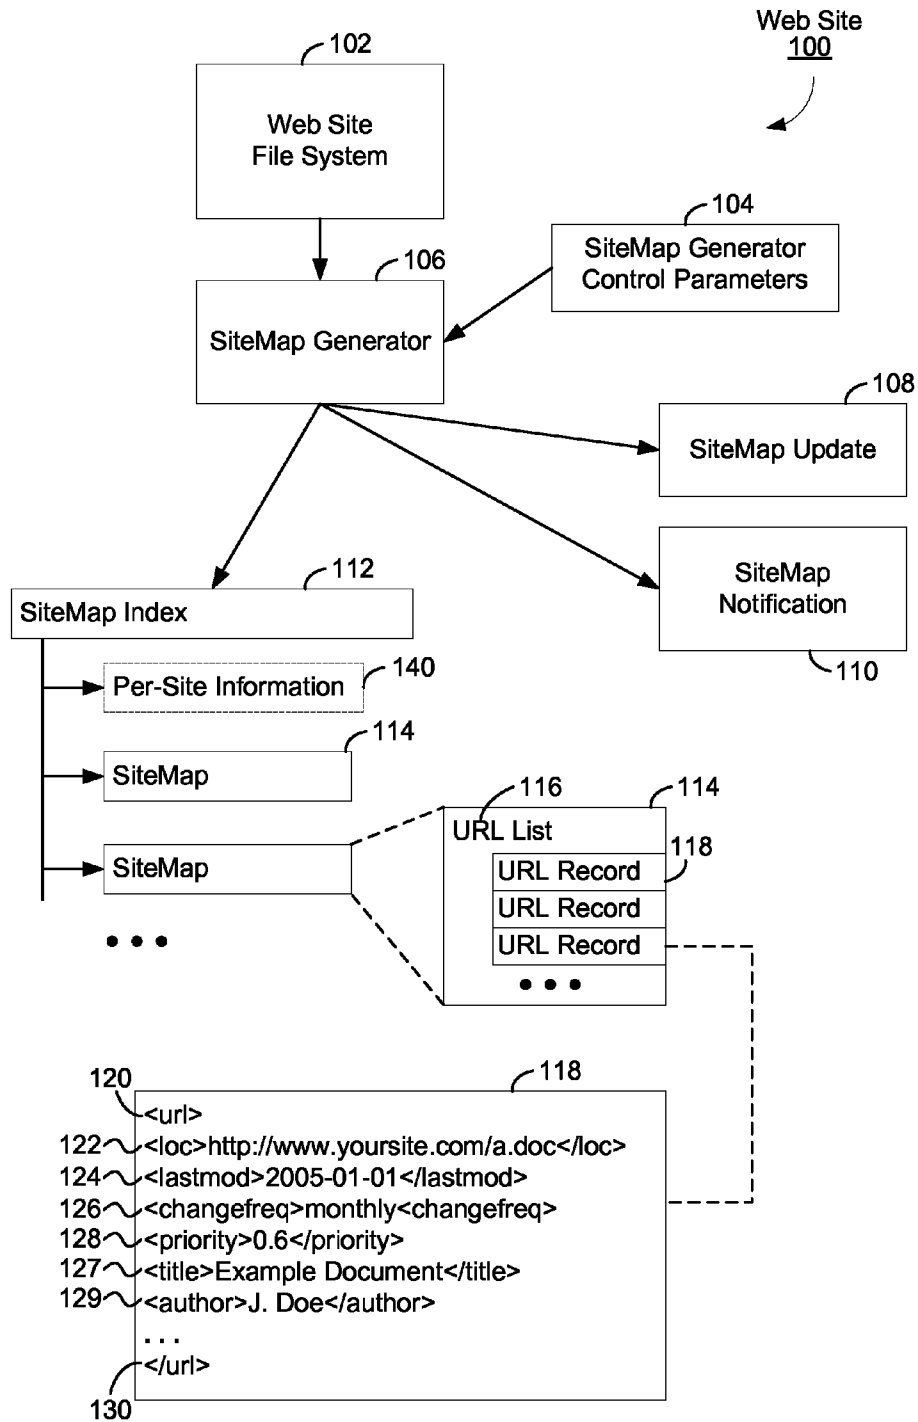 Web Site
100
102
Web Site
File System
104
SiteMap Generator
Control Parameters
106
SiteMap Generator
108
SiteMap Update
SiteMap
Notification
110
112
SiteMap Index
Per-Site Information
140
114
SiteMap
SiteMap
116
114
URL List
118
URL Record
URL Record
URL Record
118
120
<url>
122 <loc>http://www.yoursite.com/a.doc</loc>
124 <lastmod>2005-01-01</lastmod>
126 <changefreq>monthly<changefreq>
128 <priority>0.6</priority>
127 <title>Example Document</title>
129 <author>J. Doe</author>
. . .
</url>
130